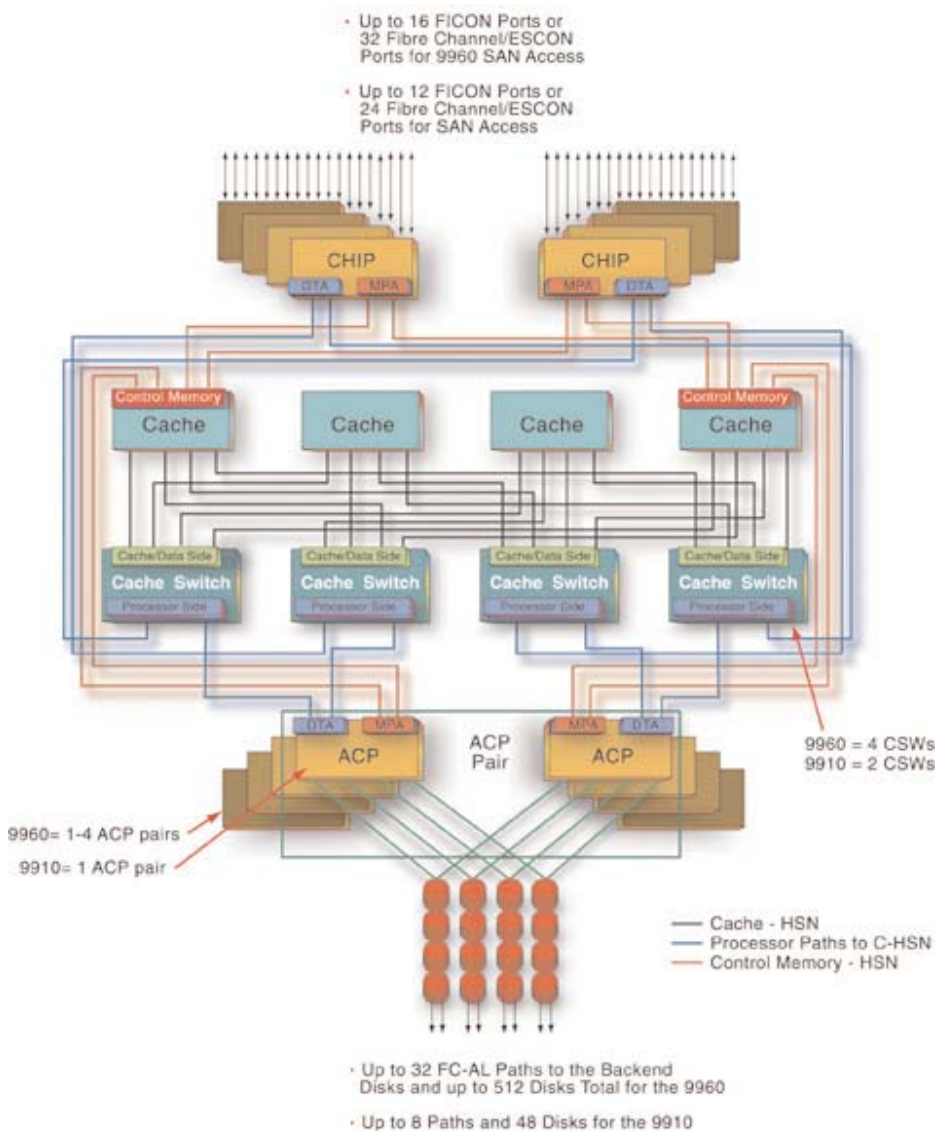 • Up to 16 FICON Ports or
32 Fibre Channel/ESCON
Ports for 9960 SAN Access
• Up to 12 FICON Ports or
24 Fibre Channel/ESCON
Ports for SAN Access
CHIP
DTA
MPA
CHIP
MPA
DTA
Control Memory
Cache
Cache
Cache
Control Memory
Cache
Cache/Data Side
Cache Switch
Processor Side
Cache/Data Side
Cache Switch
Processor Side
Cache/Data Side
Cache Switch
Processor Side
Cache/Data Side
Cache Switch
Processor Side
DTA
MPA
ACP
ACP
Pair
MPA
DTA
ACP
9960 = 4 CSWs
9910 = 2 CSWs
9960= 1-4 ACP pairs
9910= 1 ACP pair
Cache - HSN
Processor Paths to C-HSN
Control Memory - HSN
• Up to 32 FC-AL Paths to the Backend
Disks and up to 512 Disks Total for the 9960
• Up to 8 Paths and 48 Disks for the 9910